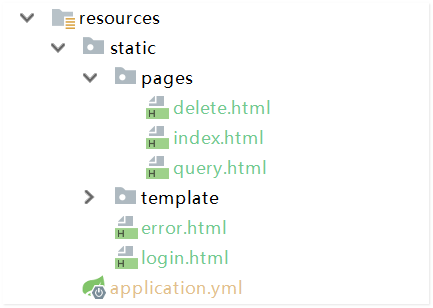 resources
static
pages
delete.html
index.html
query.html
template
error.html
login.html
application.yml